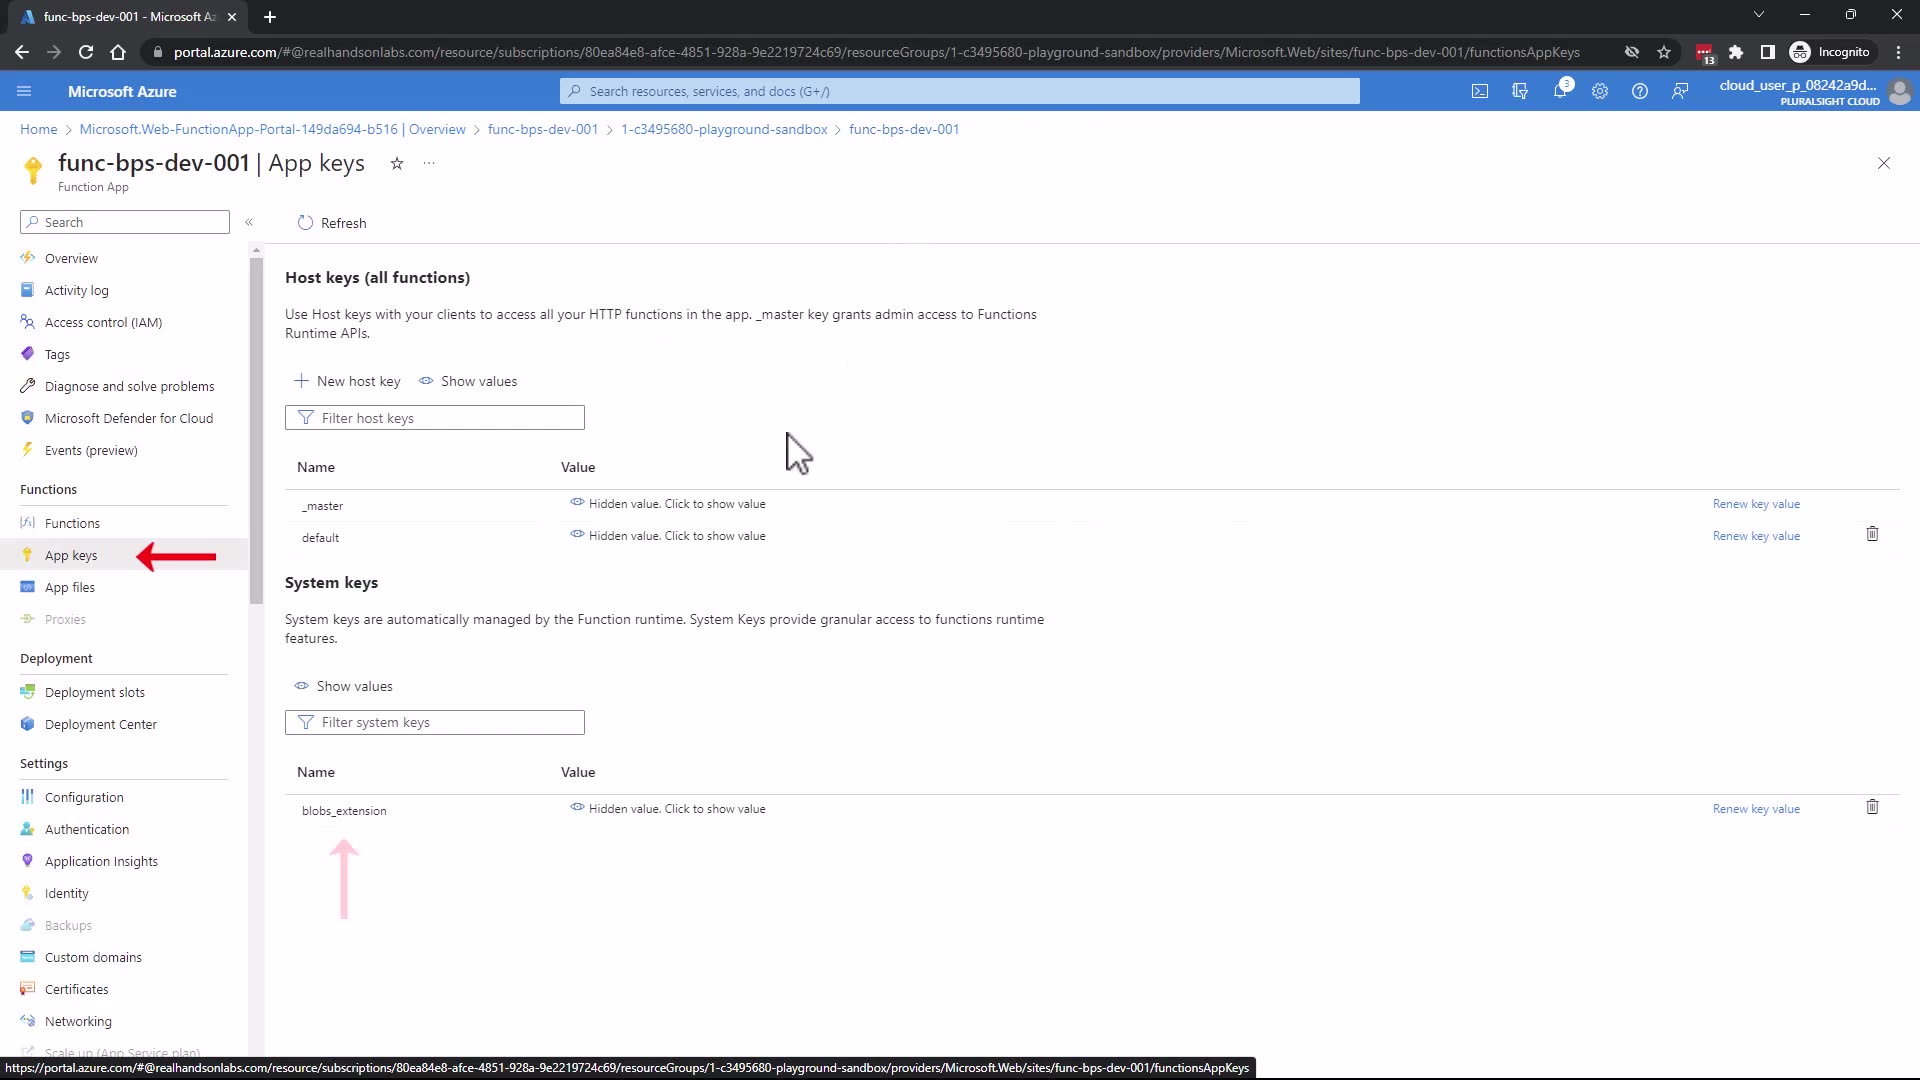 func-bps-dev-001 - Microsoft Az
portal.azure.com/#@realhandsonlabs.com/resource/subscriptions/80ea84e8-afce-4851-928a-9e2219724c69/resourceGroups/1-c3495680-playground-sandbox/providers/Microsoft.Web/sites/func-bps-dev-001/functionsAppKeys
13
Incognito
Microsoft Azure
Search resources, services, and docs (G+/)
3
cloud_user_p_08242a9d...
PLURALSIGHT CLOUD
Home > Microsoft.Web-FunctionApp-Portal-149da694-b516 | Overview > func-bps-dev-001 > 1-c3495680-playground-sandbox > func-bps-dev-001
func-bps-dev-001 | App keys
Function App
Search
Refresh
Overview
Activity log
Access control (IAM)
Tags
Diagnose and solve problems
Microsoft Defender for Cloud
Events (preview)
Functions
Functions
App keys
App files
Proxies
Deployment
Deployment slots
Deployment Center
Settings
Configuration
Authentication
Application Insights
Identity
Backups
Custom domains
Certificates
Networking
Scale up (App Service plan)
Host keys (all functions)
Use Host keys with your clients to access all your HTTP functions in the app. _master key grants admin access to Functions
Runtime APIs.
New host key
Show values
Filter host keys
Name Value
_master Hidden value. Click to show value Renew key value
default Hidden value. Click to show value Renew key value
System keys
System keys are automatically managed by the Function runtime. System Keys provide granular access to functions runtime
features.
Show values
Filter system keys
Name Value
blobs_extension Hidden value. Click to show value Renew key value
https://portal.azure.com/#@realhandsonlabs.com/resource/subscriptions/80ea84e8-afce-4851-928a-9e2219724c69/resourceGroups/1-c3495680-playground-sandbox/providers/Microsoft.Web/sites/func-bps-dev-001/functionsAppKeys